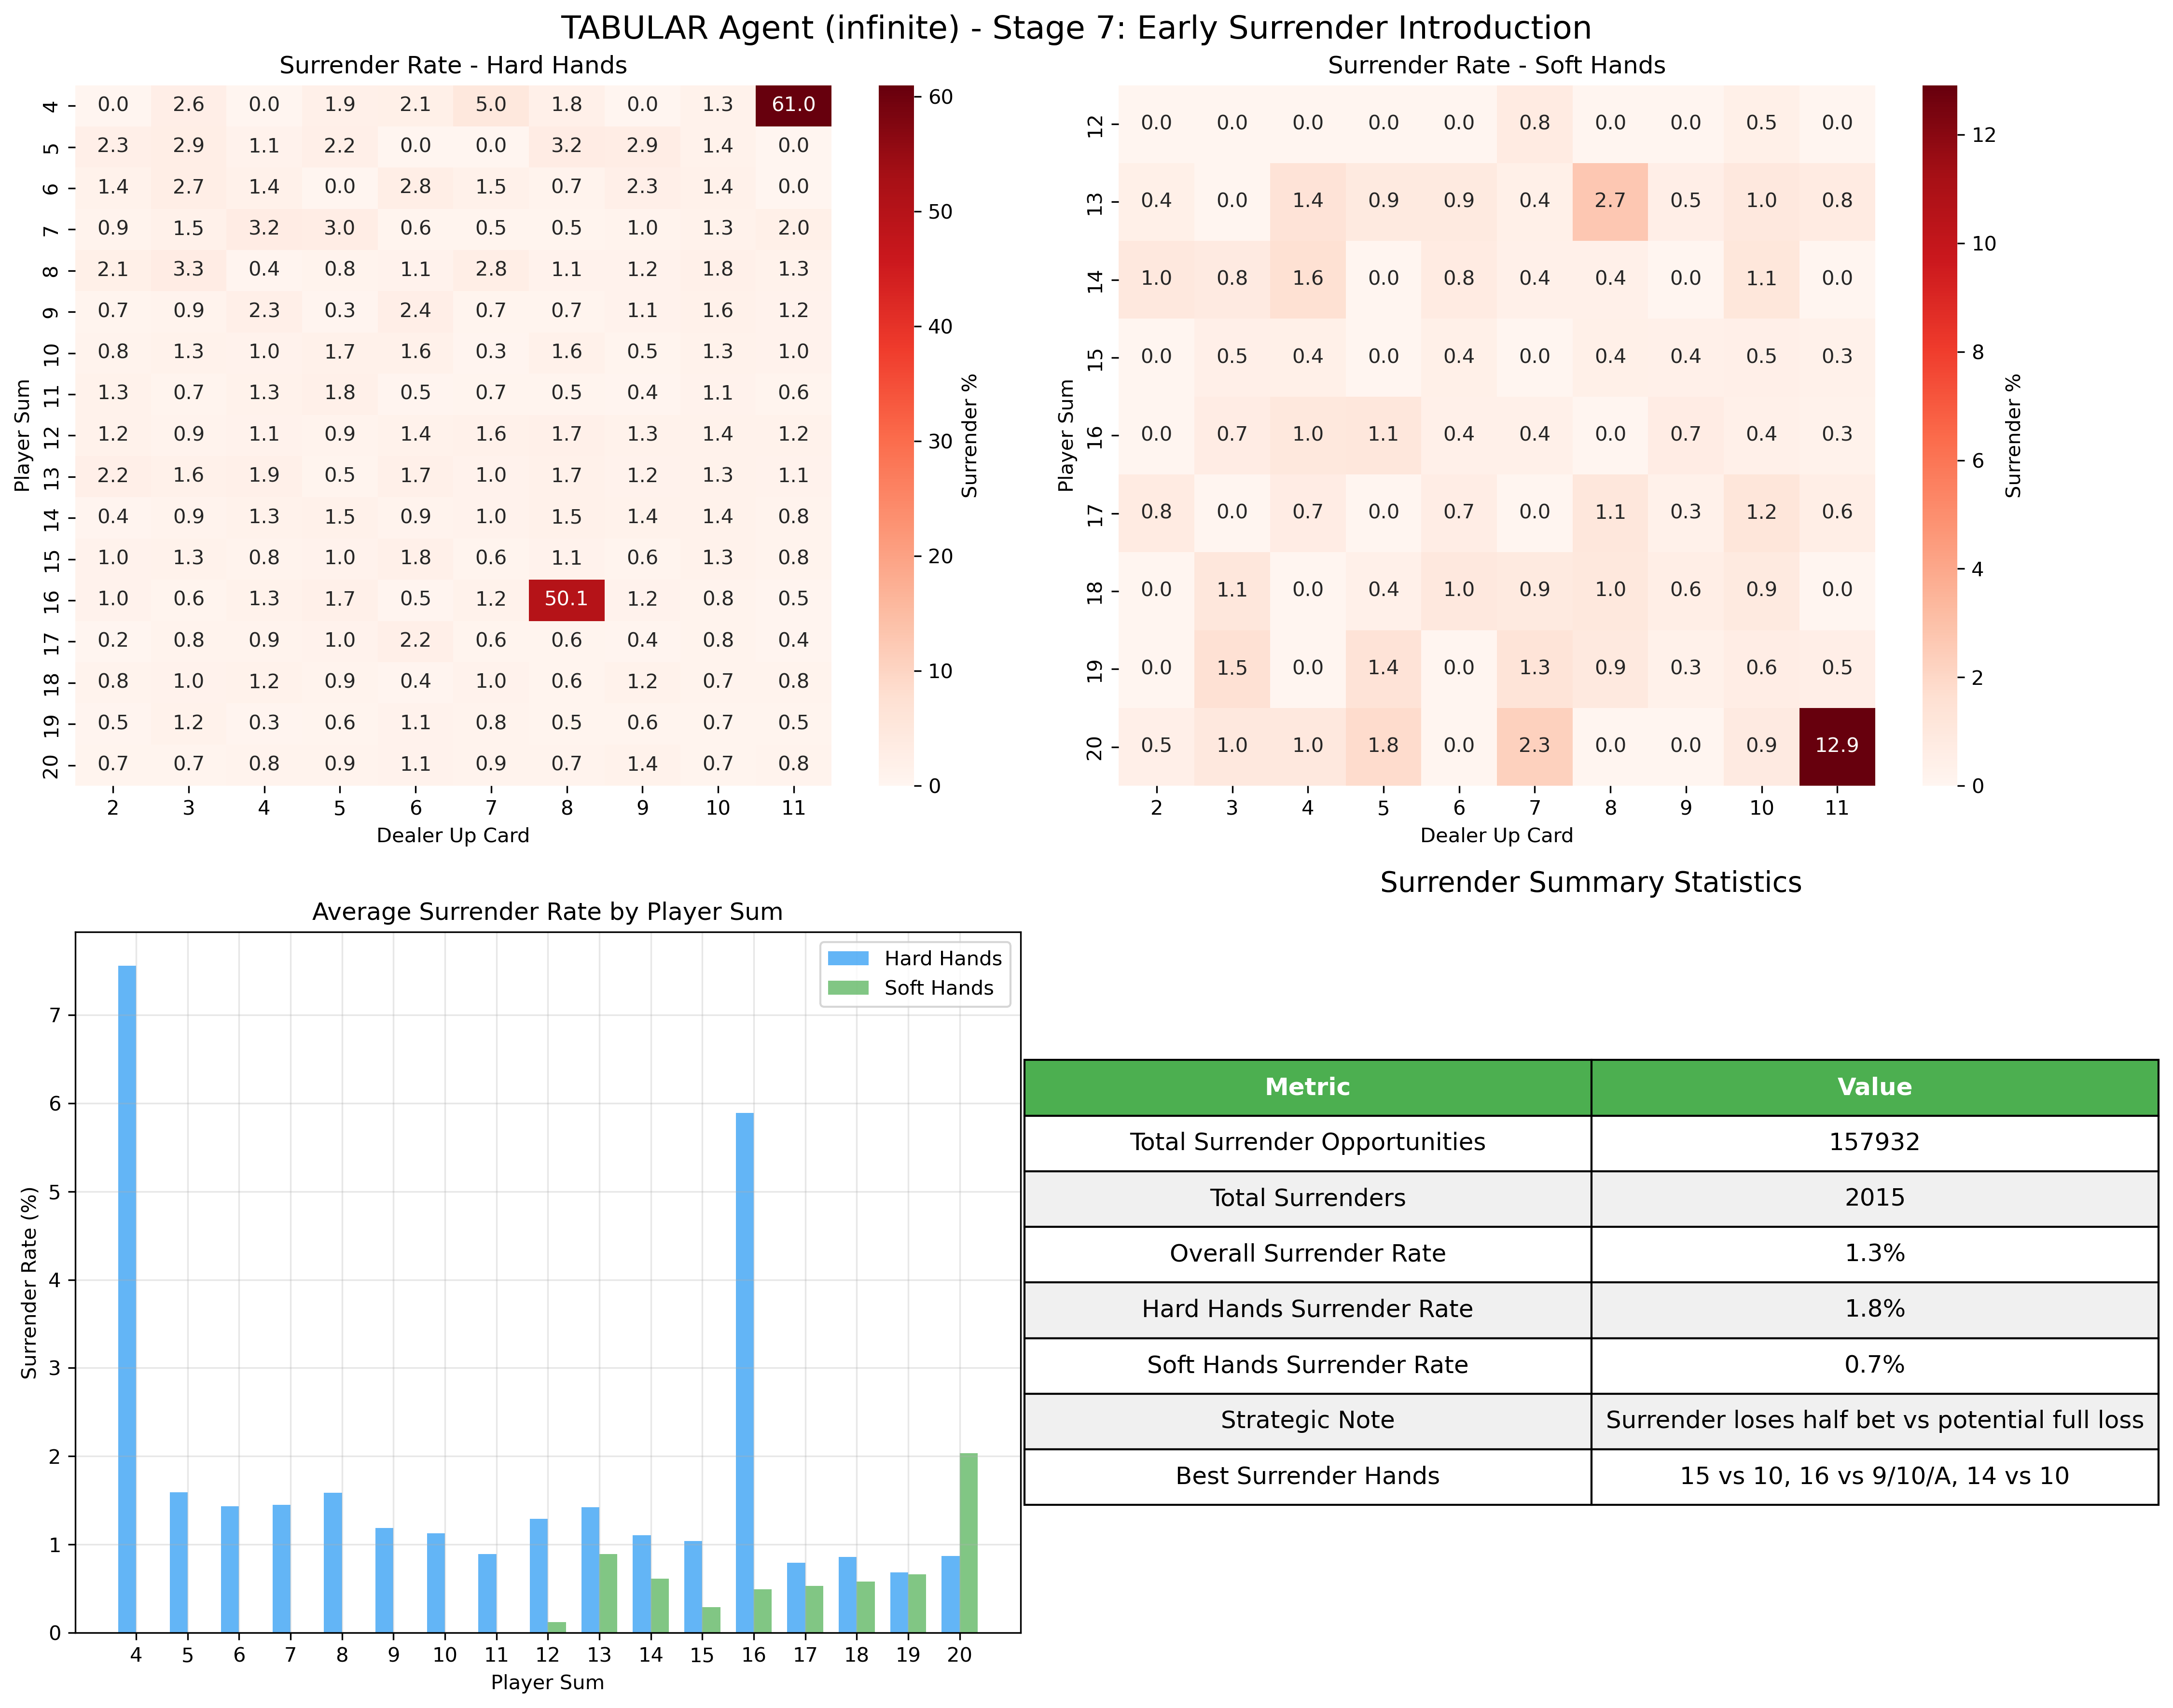 TABULAR Agent (infinite) - Stage 7: Early Surrender Introduction
Surrender Rate - Hard Hands
4 0.0 2.6 0.0 1.9 2.1 5.0 1.8 0.0 1.3 61.0
5 2.3 2.9 1.1 2.2 0.0 0.0 3.2 2.9 1.4 0.0
6 1.4 2.7 1.4 0.0 2.8 1.5 0.7 2.3 1.4 0.0
7 0.9 1.5 3.2 3.0 0.6 0.5 0.5 1.0 1.3 2.0
8 2.1 3.3 0.4 0.8 1.1 2.8 1.1 1.2 1.8 1.3
9 0.7 0.9 2.3 0.3 2.4 0.7 0.7 1.1 1.6 1.2
10 0.8 1.3 1.0 1.7 1.6 0.3 1.6 0.5 1.3 1.0
11 1.3 0.7 1.3 1.8 0.5 0.7 0.5 0.4 1.1 0.6
12 1.2 0.9 1.1 0.9 1.4 1.6 1.7 1.3 1.4 1.2
13 2.2 1.6 1.9 0.5 1.7 1.0 1.7 1.2 1.3 1.1
14 0.4 0.9 1.3 1.5 0.9 1.0 1.5 1.4 1.4 0.8
15 1.0 1.3 0.8 1.0 1.8 0.6 1.1 0.6 1.3 0.8
16 1.0 0.6 1.3 1.7 0.5 1.2 50.1 1.2 0.8 0.5
17 0.2 0.8 0.9 1.0 2.2 0.6 0.6 0.4 0.8 0.4
18 0.8 1.0 1.2 0.9 0.4 1.0 0.6 1.2 0.7 0.8
19 0.5 1.2 0.3 0.6 1.1 0.8 0.5 0.6 0.7 0.5
20 0.7 0.7 0.8 0.9 1.1 0.9 0.7 1.4 0.7 0.8
2 3 4 5 6 7 8 9 10 11
Dealer Up Card
Player Sum
60
50
40
30
20
10
0
Surrender %
Surrender Rate - Soft Hands
12 0.0 0.0 0.0 0.0 0.0 0.8 0.0 0.0 0.5 0.0
13 0.4 0.0 1.4 0.9 0.9 0.4 2.7 0.5 1.0 0.8
14 1.0 0.8 1.6 0.0 0.8 0.4 0.4 0.0 1.1 0.0
15 0.0 0.5 0.4 0.0 0.4 0.0 0.4 0.4 0.5 0.3
16 0.0 0.7 1.0 1.1 0.4 0.4 0.0 0.7 0.4 0.3
17 0.8 0.0 0.7 0.0 0.7 0.0 1.1 0.3 1.2 0.6
18 0.0 1.1 0.0 0.4 1.0 0.9 1.0 0.6 0.9 0.0
19 0.0 1.5 0.0 1.4 0.0 1.3 0.9 0.3 0.6 0.5
20 0.5 1.0 1.0 1.8 0.0 2.3 0.0 0.0 0.9 12.9
2 3 4 5 6 7 8 9 10 11
Dealer Up Card
Player Sum
12
10
8
6
4
2
0
Surrender %
Average Surrender Rate by Player Sum
Hard Hands
Soft Hands
7
6
5
4
3
2
1
0
Surrender Rate (%)
4 5 6 7 8 9 10 11 12 13 14 15 16 17 18 19 20
Player Sum
Surrender Summary Statistics
Metric Value
Total Surrender Opportunities 157932
Total Surrenders 2015
Overall Surrender Rate 1.3%
Hard Hands Surrender Rate 1.8%
Soft Hands Surrender Rate 0.7%
Strategic Note Surrender loses half bet vs potential full loss
Best Surrender Hands 15 vs 10, 16 vs 9/10/A, 14 vs 10